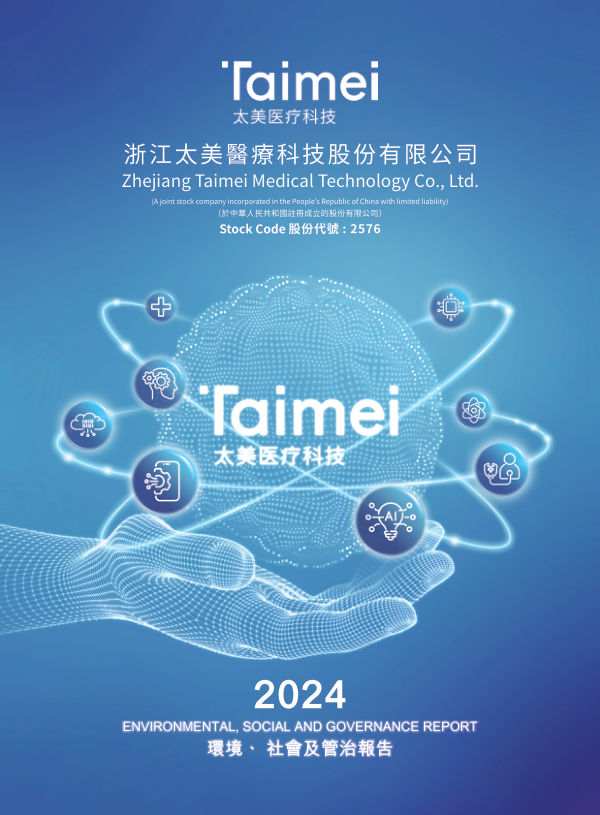 Taimei
太美医疗科技
浙江太美醫療科技股份有限公司
Zhejiang Taimei Medical Technology Co., Ltd.
(A joint stock company incorporated in the People's Republic of China with limited liability)
（於中華人民共和國註冊成立的股份有限公司）
Stock Code 股份代號：2576
Taimei
太美医疗科技
AI
2024
ENVIRONMENTAL, SOCIAL AND GOVERNANCE REPORT
環境、社會及管治報告